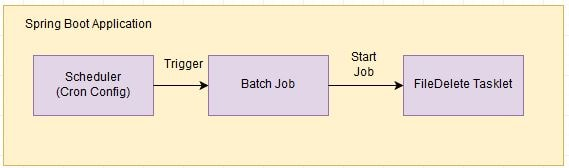 Spring Boot Application
Scheduler
(Cron Config)
Trigger
Batch Job
Start
Job
FileDelete Tasklet